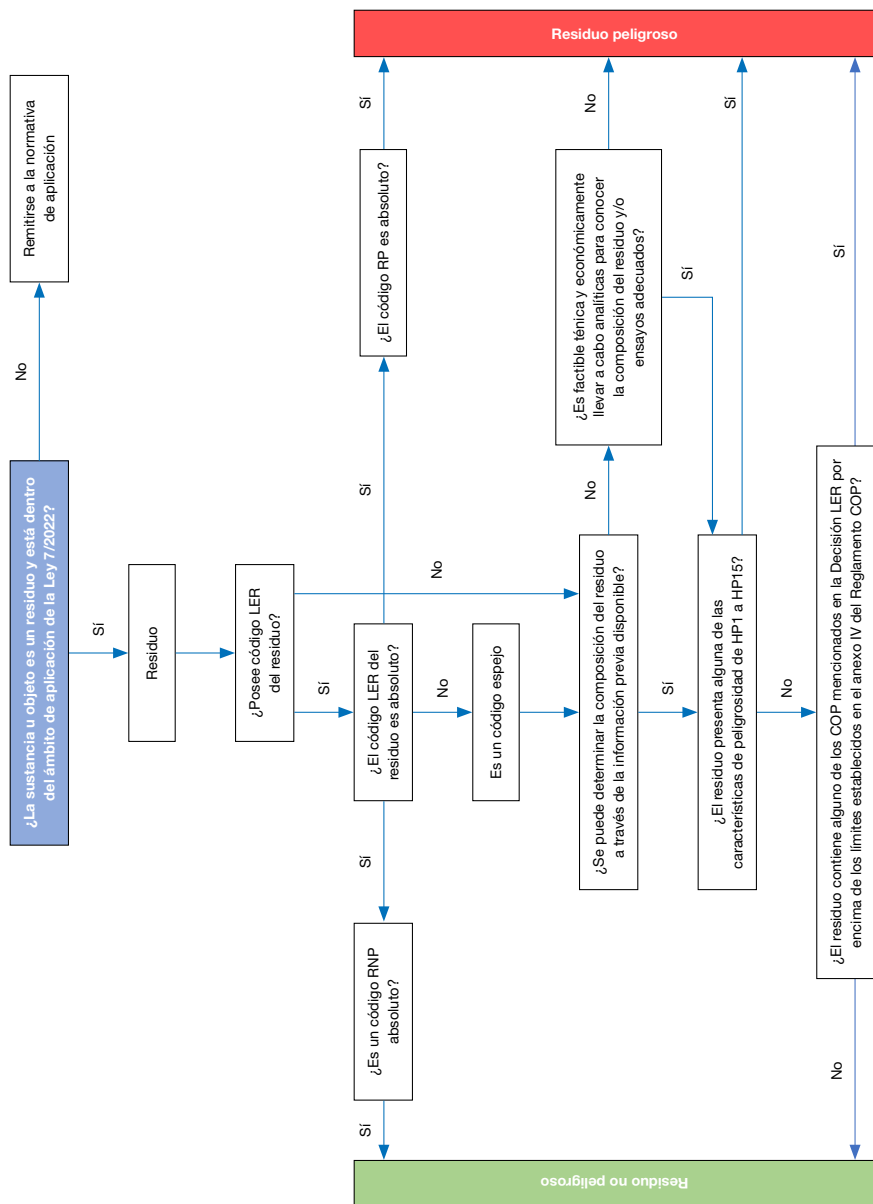 ¿La sustancia u objeto es un residuo y está dentro
del ámbito de aplicación de la Ley 7/2022?
No
Remitirse a la normativa
de aplicación
Sí
Residuo
¿Posee código LER
del residuo?
Sí
No
¿El código LER del
residuo es absoluto?
Sí
¿El código RP es absoluto?
Sí
Residuo peligroso
Sí
¿Es un código RNP
absoluto?
Sí
Residuo no peligroso
No
Es un código espejo
¿Se puede determinar la composición del residuo
a través de la información previa disponible?
No
¿Es factible ténica y económicamente
llevar a cabo analíticas para conocer
la composición del residuo y/o
ensayos adecuados?
No
Sí
Sí
¿El residuo presenta alguna de las
características de peligrosidad de HP1 a HP15?
Sí
No
¿El residuo contiene alguno de los COP mencionados en la Decisión LER por
encima de los límites establecidos en el anexo IV del Reglamento COP?
Sí
No